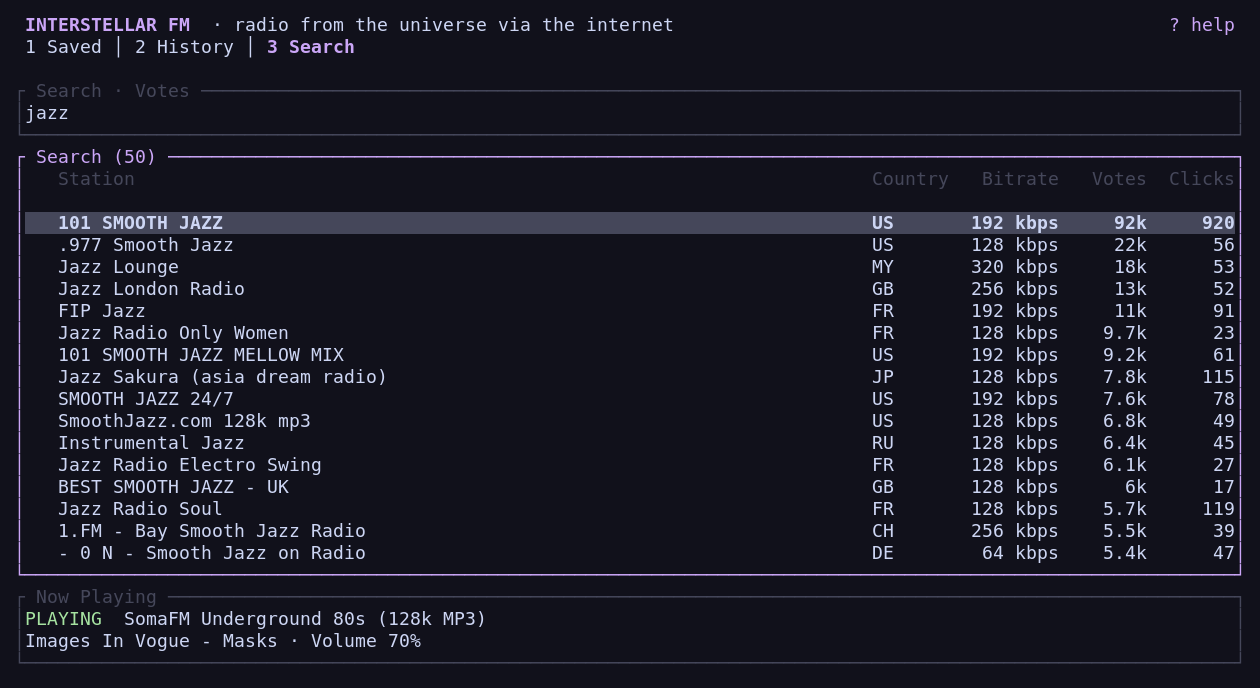 INTERSTELLAR FM · radio from the universe via the internet ? help
1 Saved │ 2 History │ 3 Search
Search · Votes
jazz
Search (50)
Station Country Bitrate Votes Clicks
101 SMOOTH JAZZ US 192 kbps 92k 920
.977 Smooth Jazz US 128 kbps 22k 56
Jazz Lounge MY 320 kbps 18k 53
Jazz London Radio GB 256 kbps 13k 52
FIP Jazz FR 192 kbps 11k 91
Jazz Radio Only Women FR 128 kbps 9.7k 23
101 SMOOTH JAZZ MELLOW MIX US 192 kbps 9.2k 61
Jazz Sakura (asia dream radio) JP 128 kbps 7.8k 115
SMOOTH JAZZ 24/7 US 192 kbps 7.6k 78
SmoothJazz.com 128k mp3 US 128 kbps 6.8k 49
Instrumental Jazz RU 128 kbps 6.4k 45
Jazz Radio Electro Swing FR 128 kbps 6.1k 27
BEST SMOOTH JAZZ - UK GB 128 kbps 6k 17
Jazz Radio Soul FR 128 kbps 5.7k 119
1.FM - Bay Smooth Jazz Radio CH 256 kbps 5.5k 39
- 0 N - Smooth Jazz on Radio DE 64 kbps 5.4k 47
Now Playing
PLAYING SomaFM Underground 80s (128k MP3)
Images In Vogue - Masks · Volume 70%